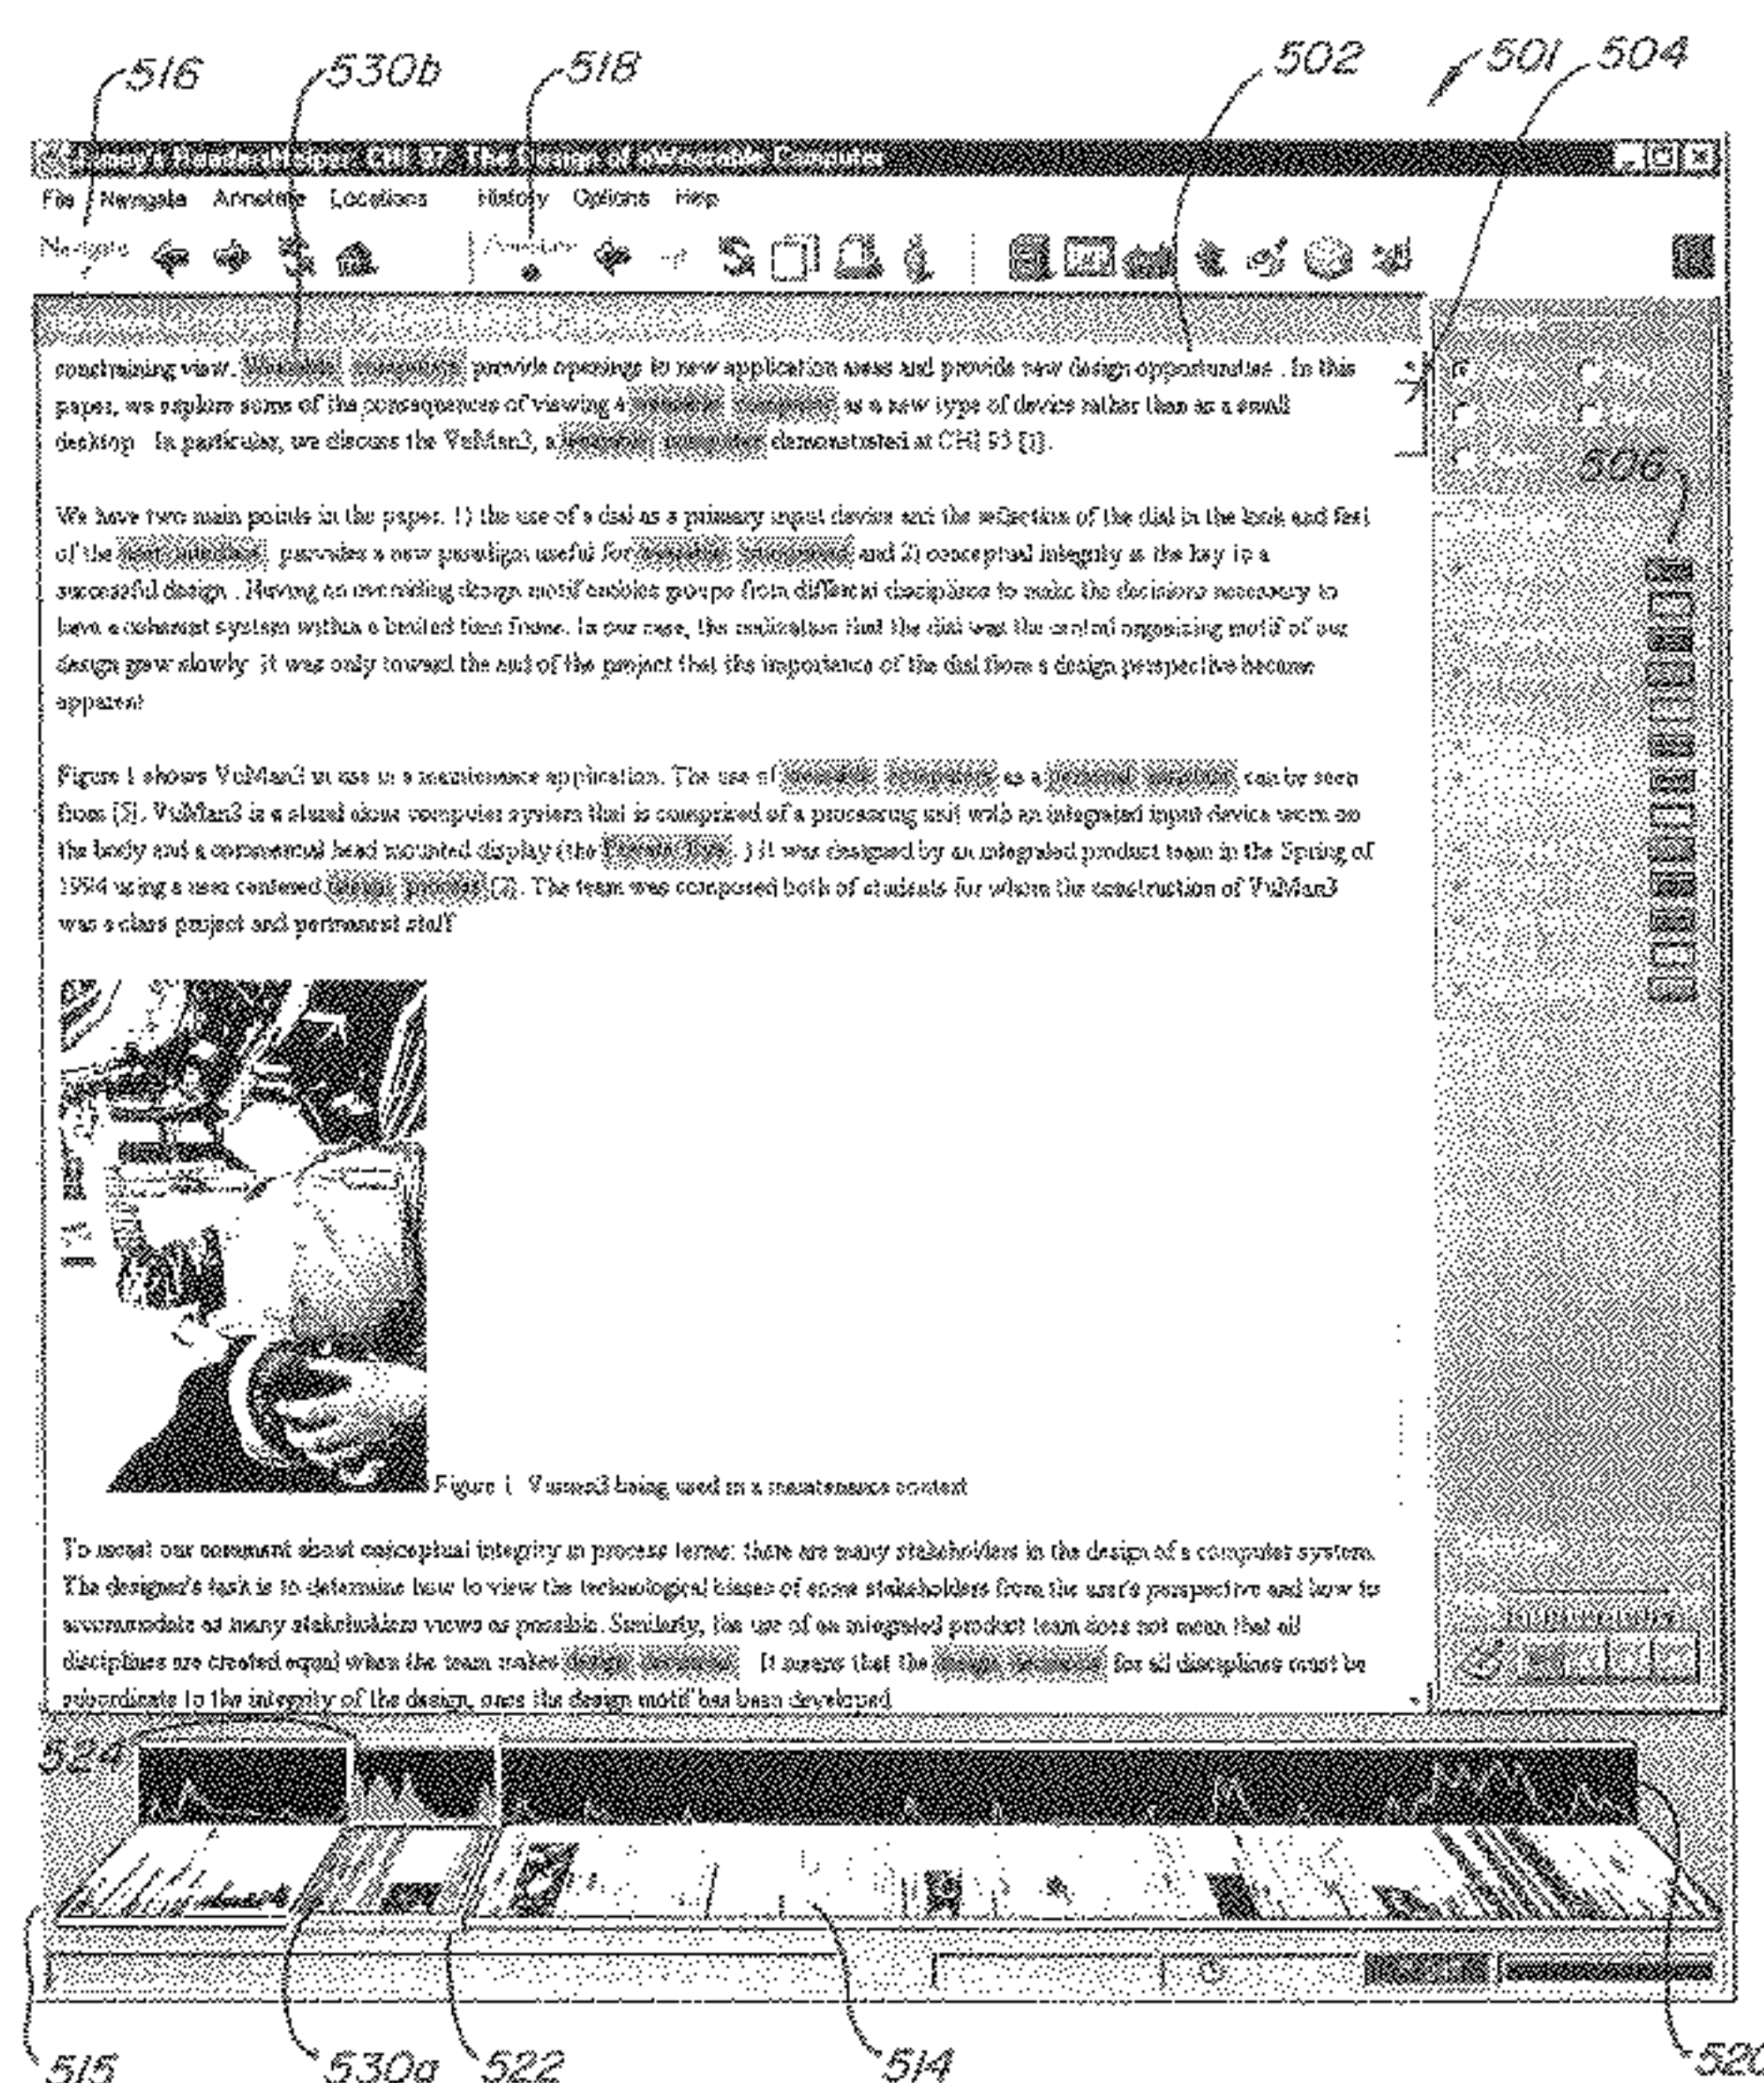 516 530b 518 502 501 504
ReadersHelper: CHI 97: The Design of a Wearable Computer
File Navigate Annotate Locations History Options Help
Navigate Annotate
constraining view. provide openings to new application areas and provide new design opportunities. In this
paper, we explore some of the consequences of viewing a as a new type of device rather than as a small
desktop. In particular, we discuss the VuMan3, a demonstrated at CHI 95 [1].
506
We have two main points in the paper. 1) the use of a dial as a primary input device and the reflection of the dial in the look and feel
of the provides a new paradigm useful for and 2) conceptual integrity is the key to a
successful design. Having an overriding design motif enables groups from different disciplines to make the decisions necessary to
have a coherent system within a limited time frame. In our case, the realization that the dial was the central organizing motif of our
design grew slowly. It was only toward the end of the project that the importance of the dial from a design perspective became
apparent
Figure 1 shows VuMan3 in use in a maintenance application. The use of as a can be seen
from [5]. VuMan3 is a stand alone computer system that is comprised of a processing unit with an integrated input device worn on
the body and a commercial head mounted display (the .) It was designed by an integrated product team in the Spring of
1994 using a user centered design process [2]. The team was composed both of students for whom the construction of VuMan3
was a class project and permanent staff
Figure 1 Vuman3 being used in a maintenance context
To recast our comment about conceptual integrity in process terms: there are many stakeholders in the design of a computer system.
The designer's task is to determine how to view the technological biases of some stakeholders from the user's perspective and how to
accommodate as many stakeholders views as possible. Similarly, the use of an integrated product team does not mean that all
disciplines are created equal when the team makes It means that the for all disciplines must be
subordinate to the integrity of the design, once the design motif has been developed
524
515 530a 522 514 520